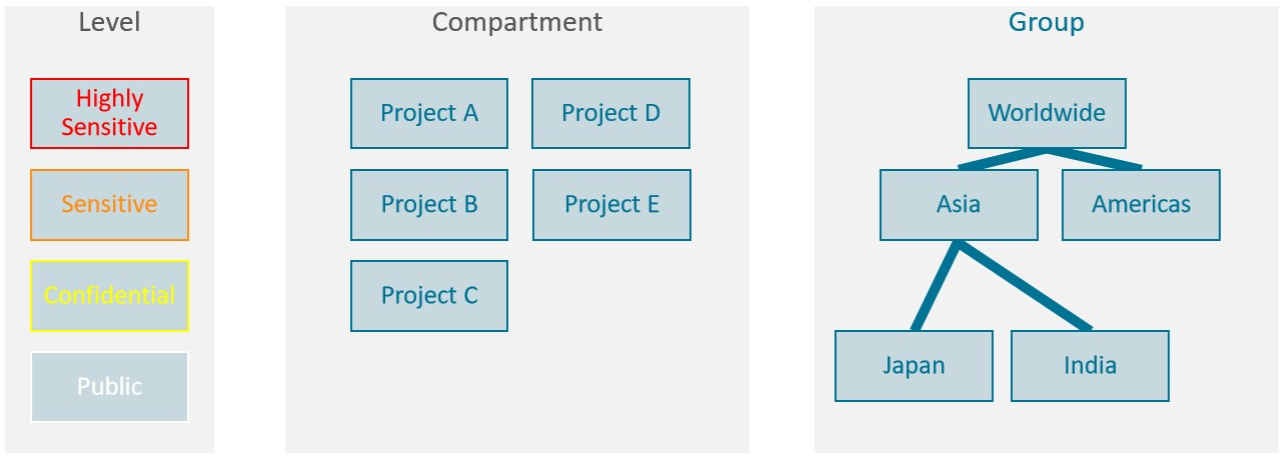 Level
Highly
Sensitive
Sensitive
Confidential
Public
Compartment
Project A
Project D
Project B
Project E
Project C
Group
Worldwide
Asia
Americas
Japan
India